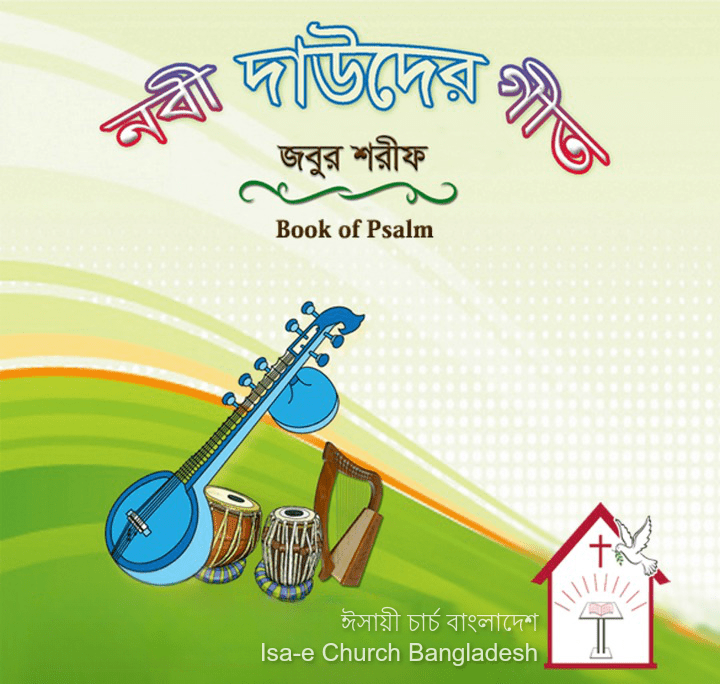 নবী দাউদের গীত
জবুর শরীফ
Book of Psalm
ঈসায়ী চার্চ বাংলাদেশ
Isa-e Church Bangladesh